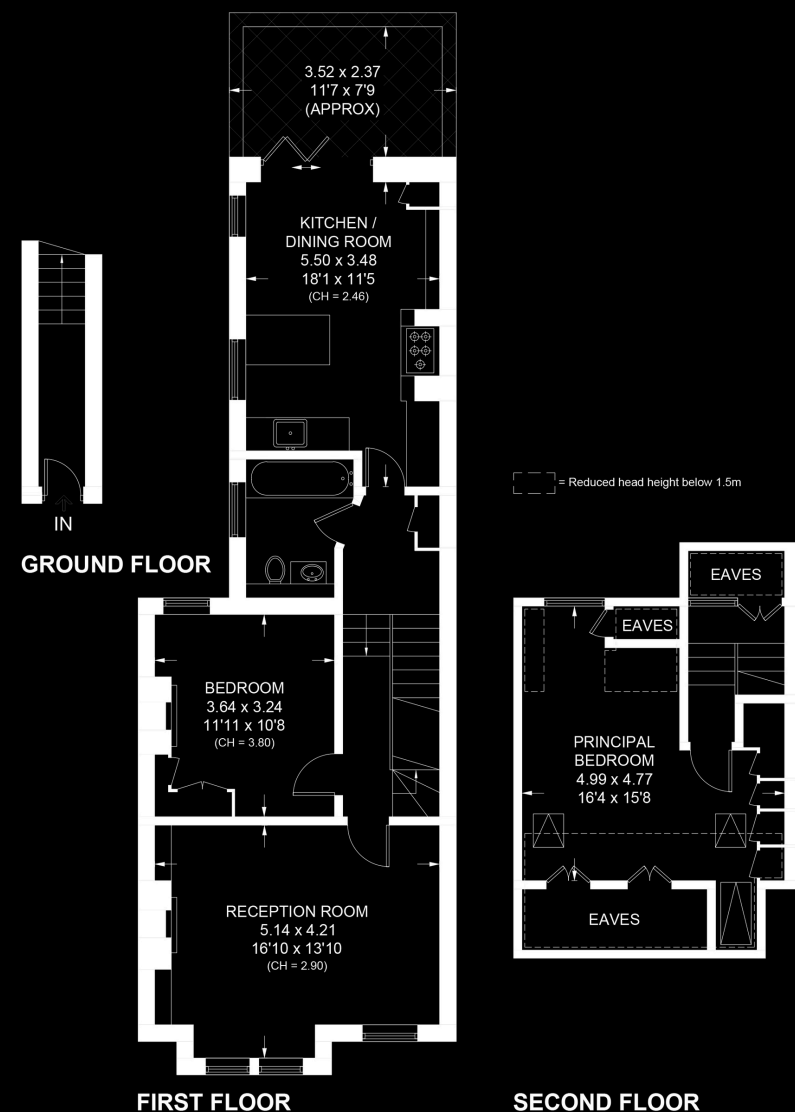 3.52 x 2.37
11'7 x 7'9
(APPROX)
KITCHEN /
DINING ROOM
5.50 x 3.48
18'1 x 11'5
(CH = 2.46)
IN
GROUND FLOOR
= Reduced head height below 1.5m
BEDROOM
3.64 x 3.24
11'11 x 10'8
(CH = 3.80)
RECEPTION ROOM
5.14 x 4.21
16'10 x 13'10
(CH = 2.90)
FIRST FLOOR
EAVES
EAVES
PRINCIPAL
BEDROOM
4.99 x 4.77
16'4 x 15'8
EAVES
SECOND FLOOR